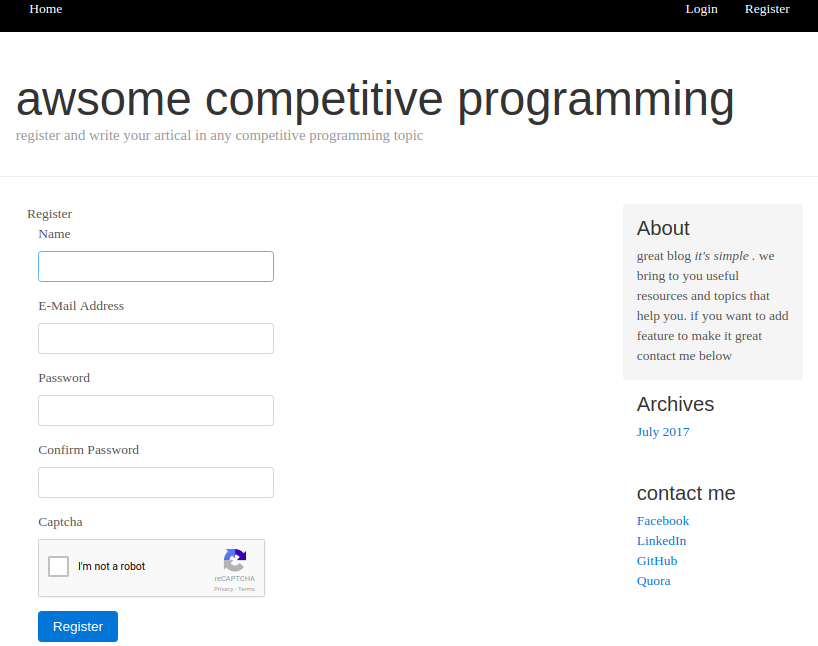 Home Login Register
awsome competitive programming
register and write your artical in any competitive programming topic
Register
Name
E-Mail Address
Password
Confirm Password
Captcha
I'm not a robot
reCAPTCHA
Privacy - Terms
Register
About
great blog it's simple . we
bring to you useful
resources and topics that
help you. if you want to add
feature to make it great
contact me below
Archives
July 2017
contact me
Facebook
LinkedIn
GitHub
Quora